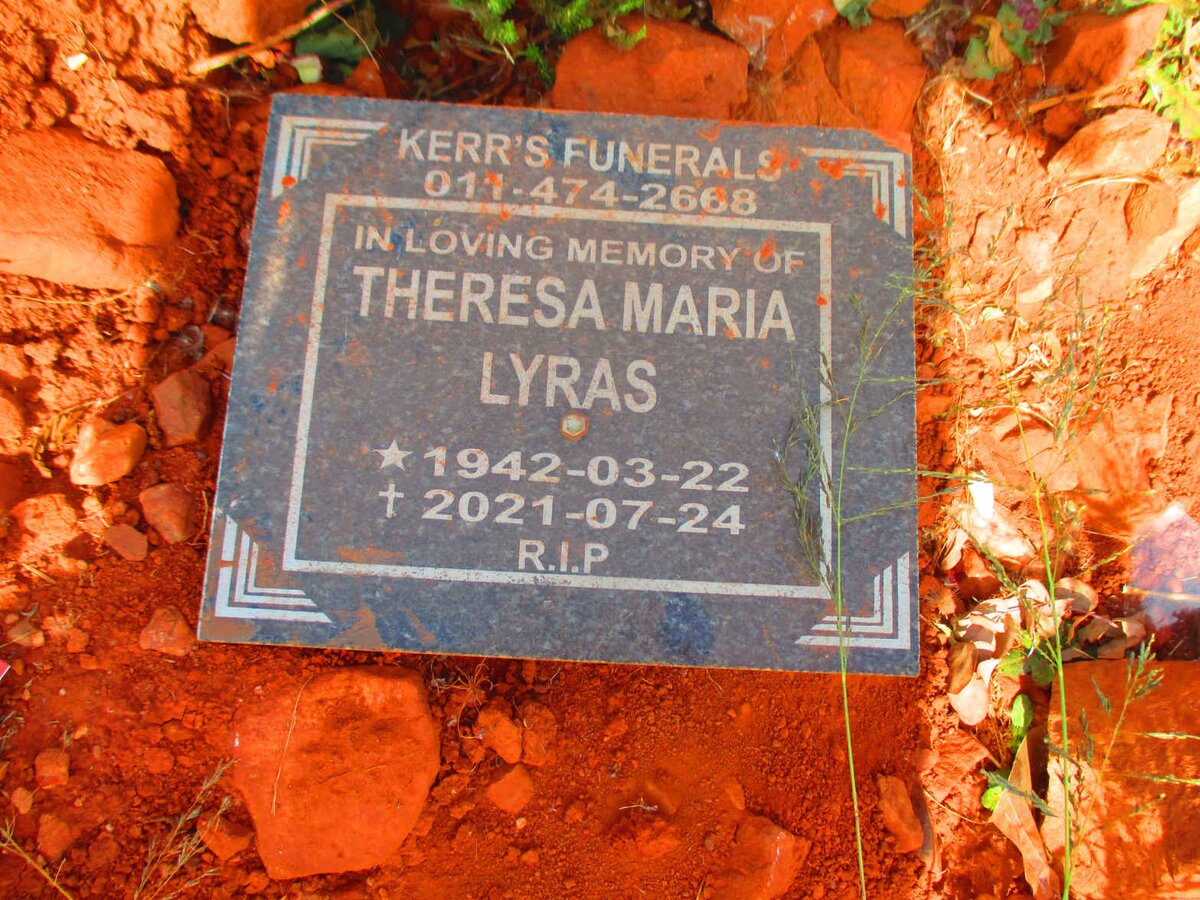 KERR'S FUNERALS
011-474-2668
IN LOVING MEMORY OF
THERESA MARIA
LYRAS
★ 1942-03-22
✝ 2021-07-24
R.I.P